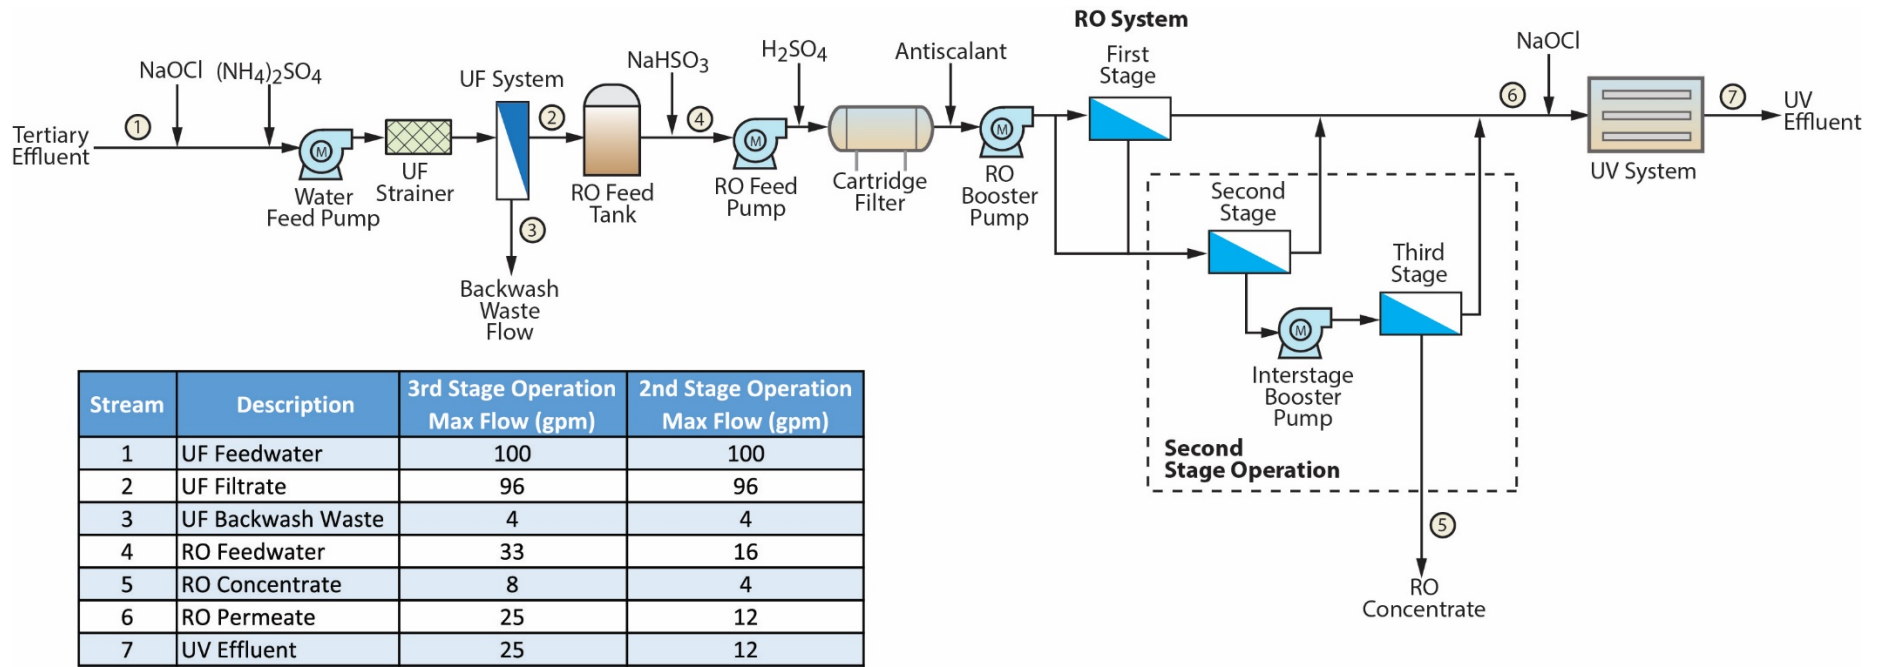 RO System
NaOCl
(NH4)2SO4
UF System
NaHSO3
H2SO4
Antiscalant
First
Stage
NaOCl
1
2
4
6
7
Tertiary
Effluent
M
Water
Feed Pump
UF
Strainer
3
Backwash
Waste
Flow
RO Feed
Tank
M
RO Feed
Pump
Cartridge
Filter
M
RO
Booster
Pump
UV
Effluent
UV System
Second
Stage
Third
Stage
M
Interstage
Booster
Pump
Second
Stage Operation
5
RO
Concentrate
Stream Description 3rd Stage Operation Max Flow (gpm) 2nd Stage Operation Max Flow (gpm)
1 UF Feedwater 100 100
2 UF Filtrate 96 96
3 UF Backwash Waste 4 4
4 RO Feedwater 33 16
5 RO Concentrate 8 4
6 RO Permeate 25 12
7 UV Effluent 25 12